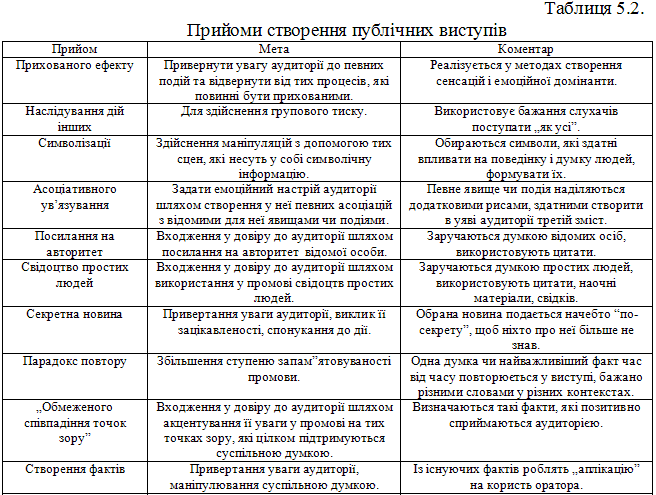 Таблиця 5.2.
Прийоми створення публічних виступів
Прийом Мета Коментар
Прихованого ефекту Привернути увагу аудиторії до певних Реалізується у методах створення
подій та відвернути від тих процесів, які сенсацій і емоційної домінанти.
повинні бути прихованими.
Наслідування дій Для здійснення групового тиску. Використовує бажання слухачів
інших поступати „як усі”.
Символізації Здійснення маніпуляцій з допомогою тих Обираються символи, які здатні
сцен, які несуть у собі символічну впливати на поведінку і думку людей,
інформацію. формувати їх.
Асоціативного Задати емоційний настрій аудиторії Певне явище чи подія наділяються
ув’язування шляхом створення у неї певних асоціацій додатковими рисами, здатними створити
з відомими для неї явищами чи подіями. в уяві аудиторії третій зміст.
Посилання на Входження у довіру до аудиторії шляхом Заручаються думкою відомих осіб,
авторитет посилання на авторитет відомої особи. використовують цитати.
Свідоцтво простих Входження у довіру до аудиторії шляхом Заручаються думкою простих людей,
людей використання у промові свідоцтв простих використовують цитати, наочні
людей. матеріали, свідків.
Секретна новина Привертання уваги аудиторії, виклик її Обрана новина подається начебто “по-
зацікавленості, спонукання до дії. секрету”, щоб ніхто про неї більше не
знав.
Парадокс повтору Збільшення ступеню запам”ятовуваності Одна думка чи найважливіший факт час
промови. від часу повторюється у виступі, бажано
різними словами у різних контекстах.
„Обмеженого Входження у довіру до аудиторії шляхом Визначаються такі факти, які позитивно
співпадіння точок акцентування її уваги у промові на тих сприймаються аудиторією.
зору” точках зору, які цілком підтримуються
суспільною думкою.
Створення фактів Привертання уваги аудиторії, Із існуючих фактів роблять „аплікацію”
маніпулювання суспільною думкою. на користь оратора.